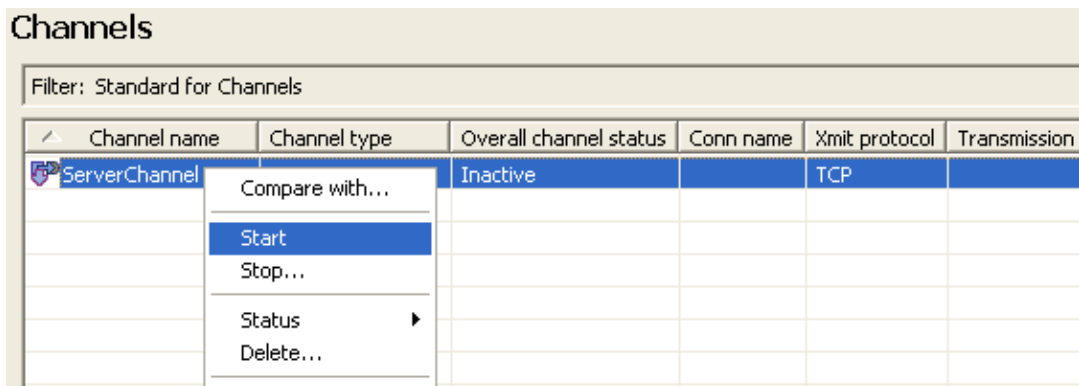 Channels
Filter: Standard for Channels
Channel name Channel type Overall channel status Conn name Xmit protocol Transmission
ServerChannel Inactive TCP
Compare with...
Start
Stop...
Status
Delete...